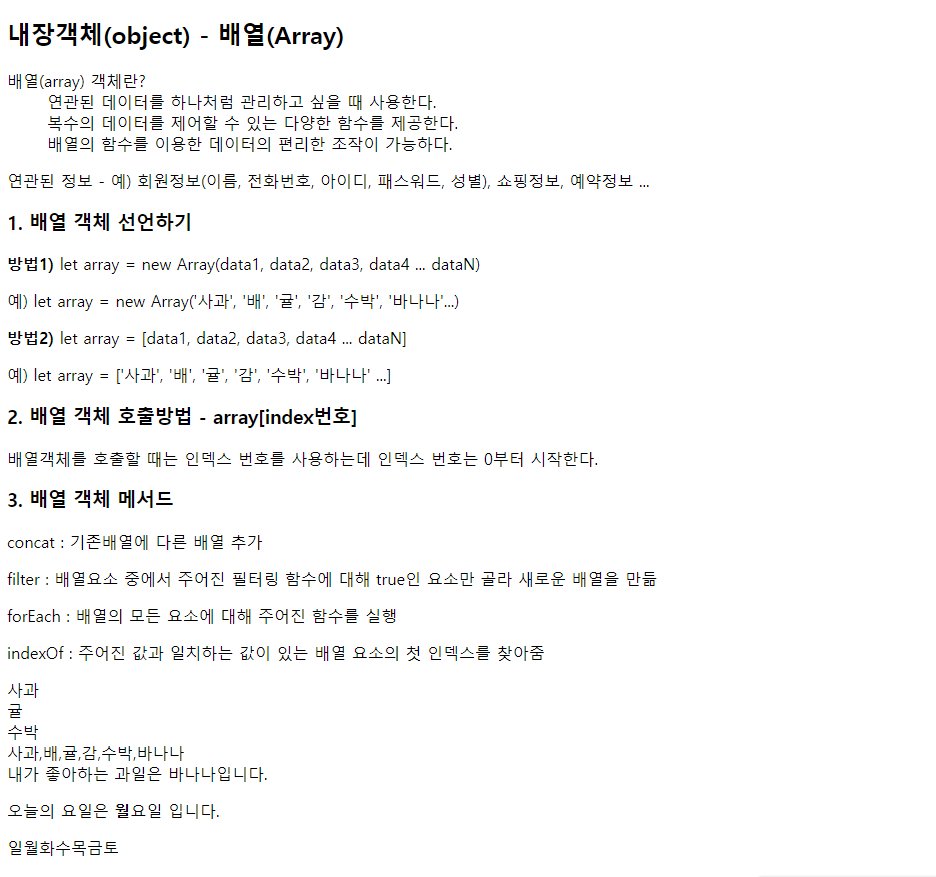 내장객체(object) - 배열(Array)
배열(array) 객체란?
연관된 데이터를 하나처럼 관리하고 싶을 때 사용한다.
복수의 데이터를 제어할 수 있는 다양한 함수를 제공한다.
배열의 함수를 이용한 데이터의 편리한 조작이 가능하다.
연관된 정보 - 예) 회원정보(이름, 전화번호, 아이디, 패스워드, 성별), 쇼핑정보, 예약정보 ...
1. 배열 객체 선언하기
방법1) let array = new Array(data1, data2, data3, data4 ... dataN)
예) let array = new Array('사과', '배', '귤', '감', '수박', '바나나'...)
방법2) let array = [data1, data2, data3, data4 ... dataN]
예) let array = ['사과', '배', '귤', '감', '수박', '바나나' ...]
2. 배열 객체 호출방법 - array[index번호]
배열객체를 호출할 때는 인덱스 번호를 사용하는데 인덱스 번호는 0부터 시작한다.
3. 배열 객체 메서드
concat : 기존배열에 다른 배열 추가
filter : 배열요소 중에서 주어진 필터링 함수에 대해 true인 요소만 골라 새로운 배열을 만듦
forEach : 배열의 모든 요소에 대해 주어진 함수를 실행
indexOf : 주어진 값과 일치하는 값이 있는 배열 요소의 첫 인덱스를 찾아줌
사과
귤
수박
사과,배,귤,감,수박,바나나
내가 좋아하는 과일은 바나나입니다.
오늘의 요일은 월요일 입니다.
일월화수목금토